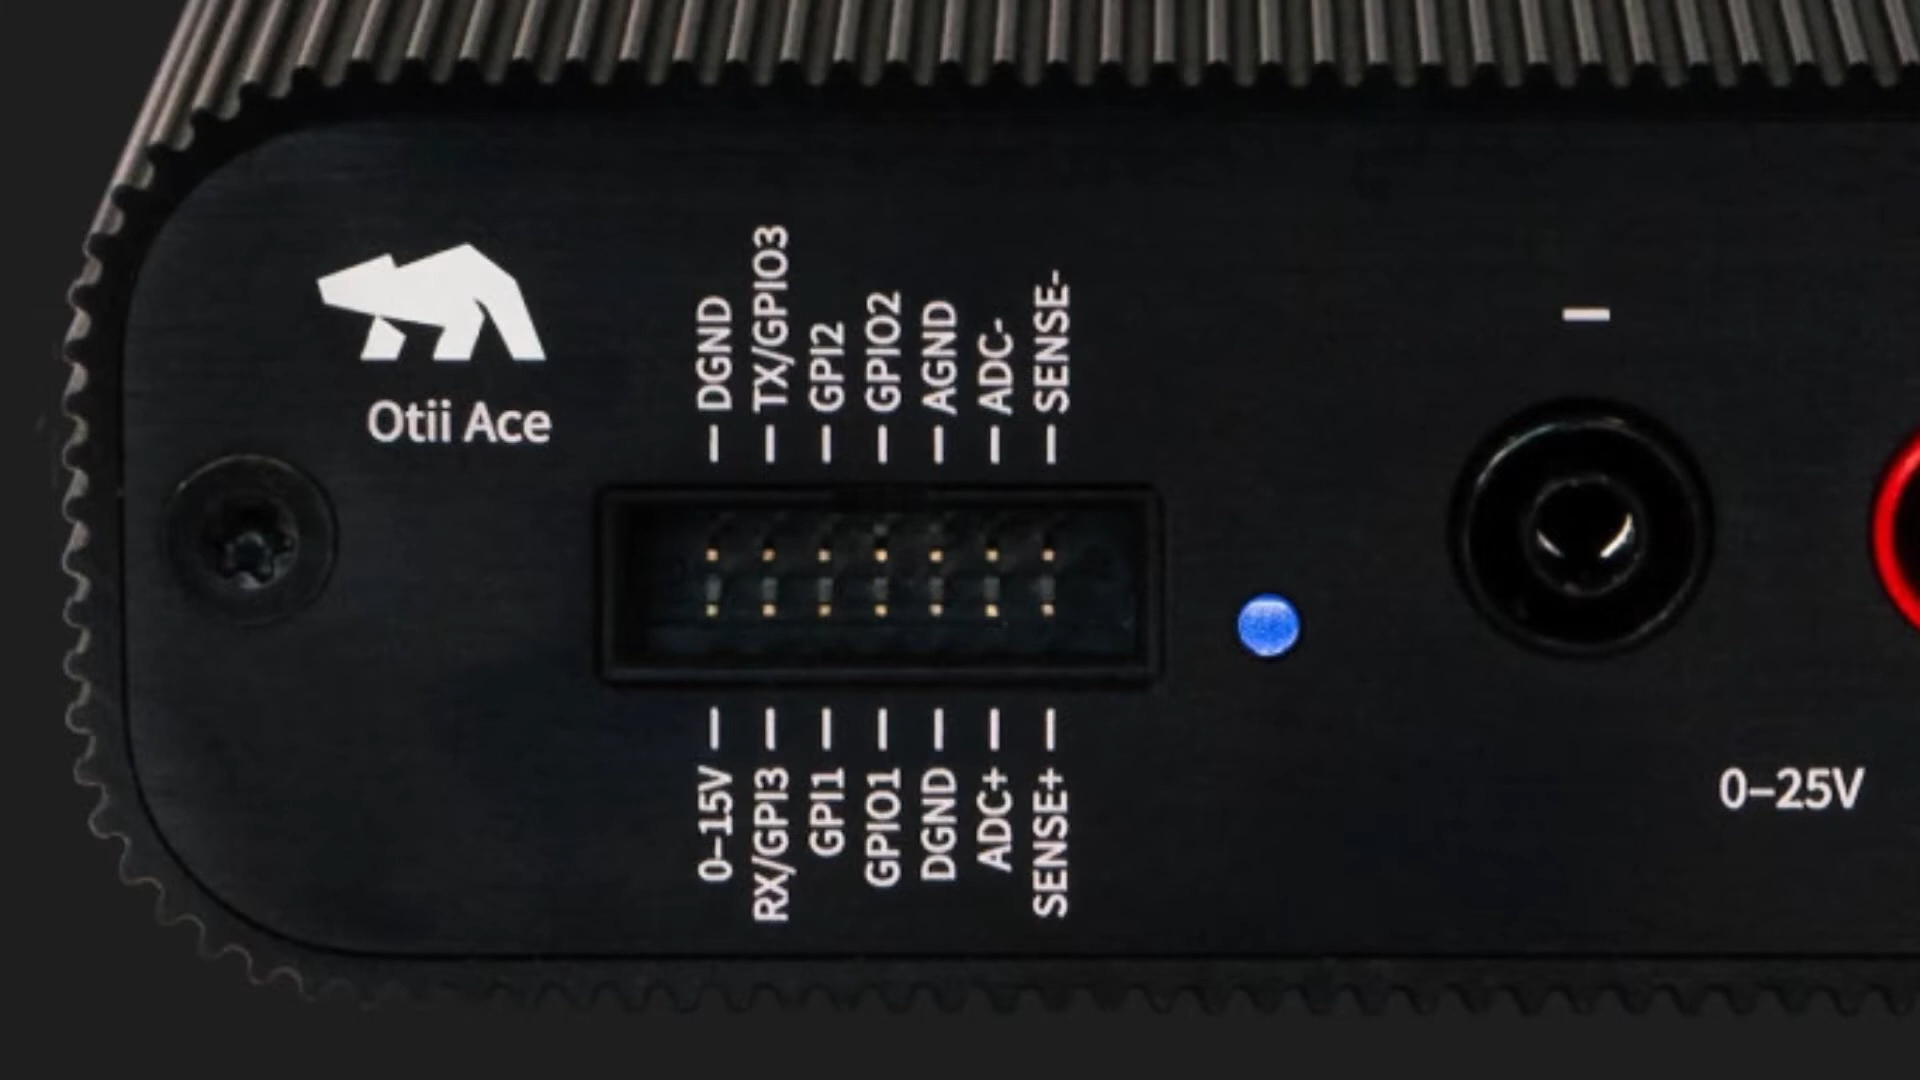 DGND
TX/GPIO3
GPI2
GPIO2
AGND
ADC-
SENSE-
Otii Ace
0–15V
RX/GPI3
GPI1
GPIO1
DGND
ADC+
SENSE+
–
0–25V